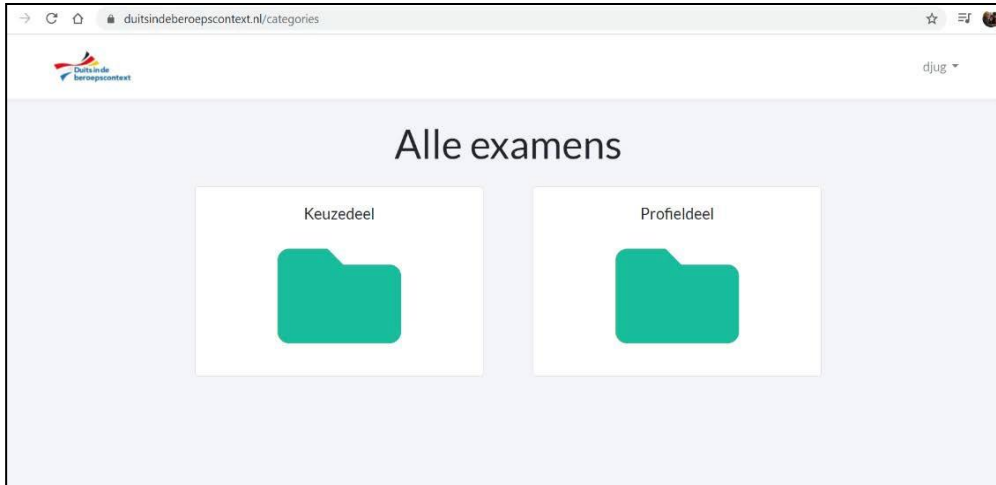 duitsindeberoepscontext.nl/categories
Duits in de
beroepscontext
djug
Alle examens
Keuzedeel
Profieldeel